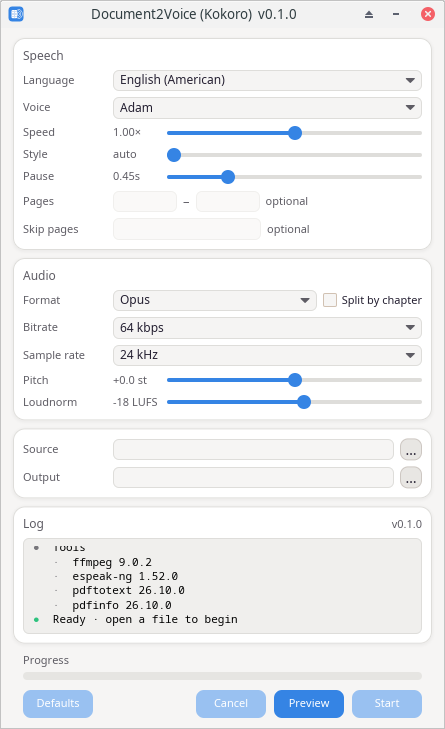 Document2Voice (Kokoro) v0.1.0
Speech
Language English (American)
Voice Adam
Speed 1.00×
Style auto
Pause 0.45s
Pages – optional
Skip pages optional
Audio
Format Opus Split by chapter
Bitrate 64 kbps
Sample rate 24 kHz
Pitch +0.0 st
Loudnorm -18 LUFS
Source ...
Output ...
Log v0.1.0
● Tools
· ffmpeg 9.0.2
· espeak-ng 1.52.0
· pdftotext 26.10.0
· pdfinfo 26.10.0
● Ready · open a file to begin
Progress
Defaults Cancel Preview Start